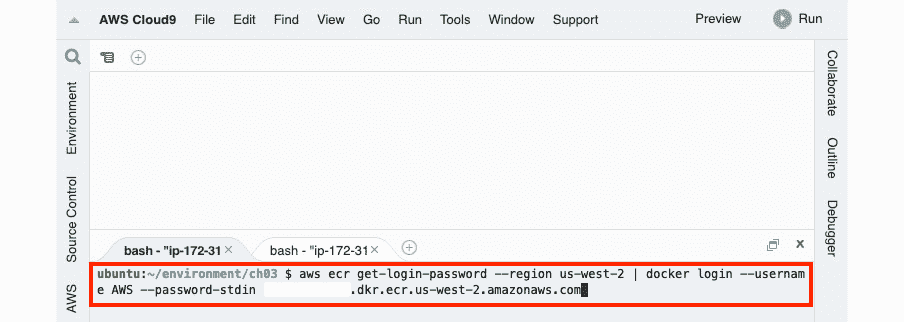 AWS Cloud9 File Edit Find View Go Run Tools Window Support Preview Run
Environment
Source Control
AWS
Collaborate
Outline
Debugger
bash - "ip-172-31 bash - "ip-172-31
ubuntu:~/environment/ch03 $ aws ecr get-login-password --region us-west-2 | docker login --usernam
e AWS --password-stdin .dkr.ecr.us-west-2.amazonaws.com